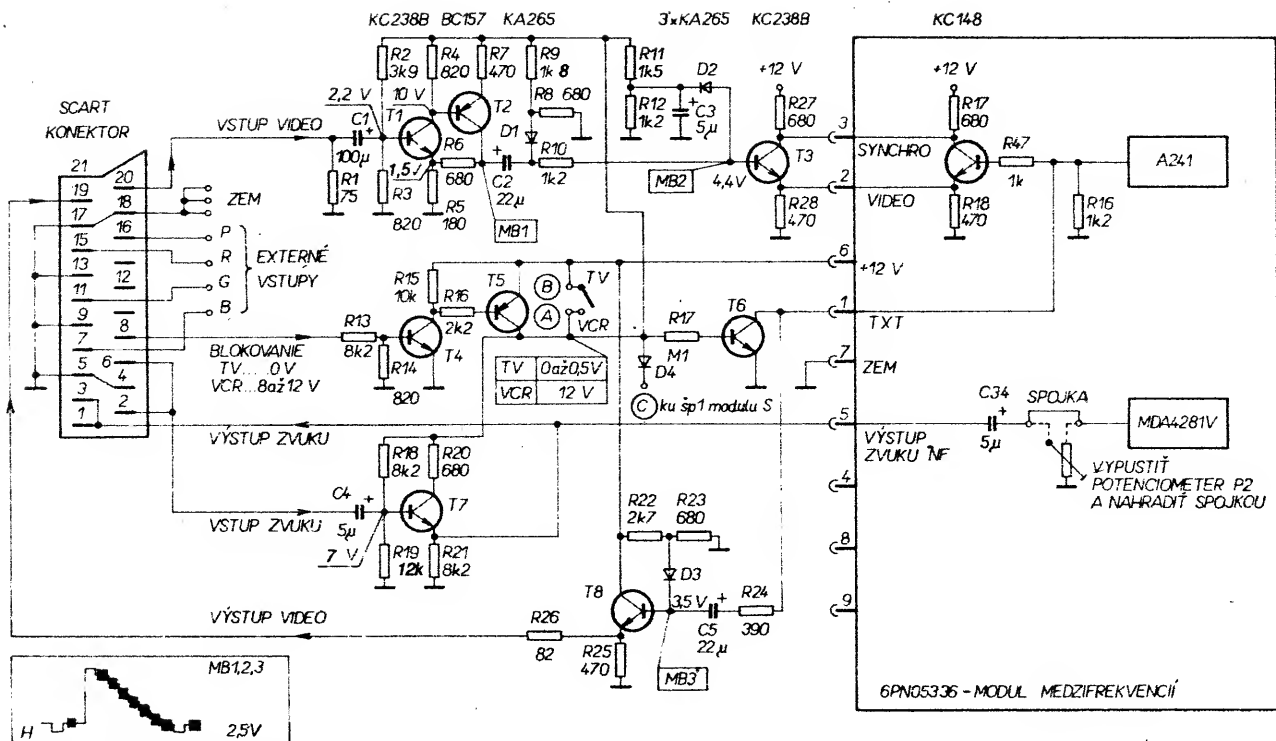 KC238B BC157 KA265 3×KA265 KC238B KC148
SCART
KONEKTOR
21
20
19
18
17
16
15
13
12
11
9
8
7
6
5
4
3
2
1
VSTUP VIDEO
ZEM
P
R
G
B
EXTERNÉ
VSTUPY
BLOKOVANIE
TV.... 0V
VCR...8až12 V
VÝSTUP ZVUKU
VSTUP ZVUKU
VÝSTUP VIDEO
R1
75
2,2 V
C1
+
100µ
R2
3k9
R3
820
10 V
1,5V
T1
R4
820
R5
180
R6
680
R7
470
T2
MB1
+
C2
22µ
D1
R9
1k8
R8 680
R10
1k2
R11
1k5
R12
1k2
D2
+
C3
5µ
MB2
4,4V
+12 V
R27
680
T3
R28
470
3
SYNCHRO
2
VIDEO
+12 V
R17
680
R18
470
R47
1k
R16
1k2
A241
R13
8k2
R14
820
R15
10k
T4
R16
2k2
T5
B
TV
A
VCR
TV 0až0,5V
VCR 12 V
R17
M1
D4
C ku šp1 modulu S
T6
6
+12 V
1
TXT
7
ZEM
5
VÝSTUP
ZVUKU NF
4
8
9
C34
+
5µ
SPOJKA
MDA4281V
VYPUSTIŤ
POTENCIOMETER P2
A NAHRADIŤ SPOJKOU
C4
+
5µ
7 V
R18
8k2
R19
12k
R20
680
R21
8k2
T7
R22
2k7
R23
680
D3
T8
3,5V
+
C5
22µ
R24
390
R25
470
R26
82
MB3
MB1,2,3
H
2,5V
6PN05336 - MODUL MEDZIFREKVENCIÍ